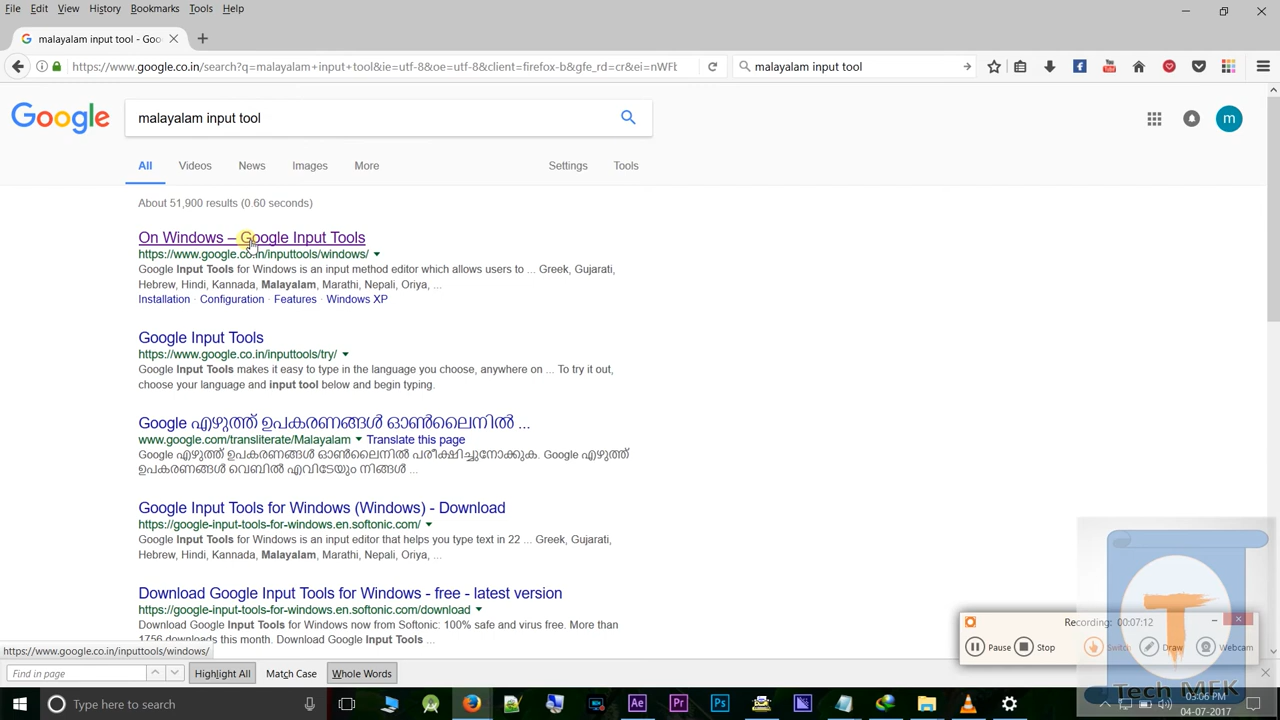 File Edit View History Bookmarks Tools Help
malayalam input tool - Goo
https://www.google.co.in/search?q=malayalam+input+tool&ie=utf-8&oe=utf-8&client=firefox-b&gfe_rd=cr&ei=nWFt
malayalam input tool
Google
malayalam input tool
m
All Videos News Images More Settings Tools
About 51,900 results (0.60 seconds)
On Windows – Google Input Tools
https://www.google.co.in/inputtools/windows/
Google Input Tools for Windows is an input method editor which allows users to ... Greek, Gujarati,
Hebrew, Hindi, Kannada, Malayalam, Marathi, Nepali, Oriya, ...
Installation · Configuration · Features · Windows XP
Google Input Tools
https://www.google.co.in/inputtools/try/
Google Input Tools makes it easy to type in the language you choose, anywhere on ... To try it out,
choose your language and input tool below and begin typing.
Google എഴുത്ത് ഉപകരണങ്ങൾ ഓൺലൈനിൽ ...
www.google.com/transliterate/Malayalam Translate this page
Google എഴുത്ത് ഉപകരണങ്ങൾ ഓൺലൈനിൽ പരീക്ഷിച്ചുനോക്കുക. Google എഴുത്ത്
ഉപകരണങ്ങൾ വെബിൽ എവിടേയും നിങ്ങൾ ...
Google Input Tools for Windows (Windows) - Download
https://google-input-tools-for-windows.en.softonic.com/
Google Input Tools for Windows is an input editor that helps you type text in 22 ... Greek, Gujarati,
Hebrew, Hindi, Kannada, Malayalam, Marathi, Nepali, Oriya, ...
Download Google Input Tools for Windows - free - latest version
https://google-input-tools-for-windows.en.softonic.com/download
Download Google Input Tools for Windows now from Softonic: 100% safe and virus free. More than
1756 downloads this month. Download Google Input Tools ...
Recording: 00:07:12
Pause Stop Switch Draw Webcam
https://www.google.co.in/inputtools/windows/
Find in page Highlight All Match Case Whole Words
Tech MFK
Type here to search
Ae Pr Ps
03:06 PM
04-07-2017